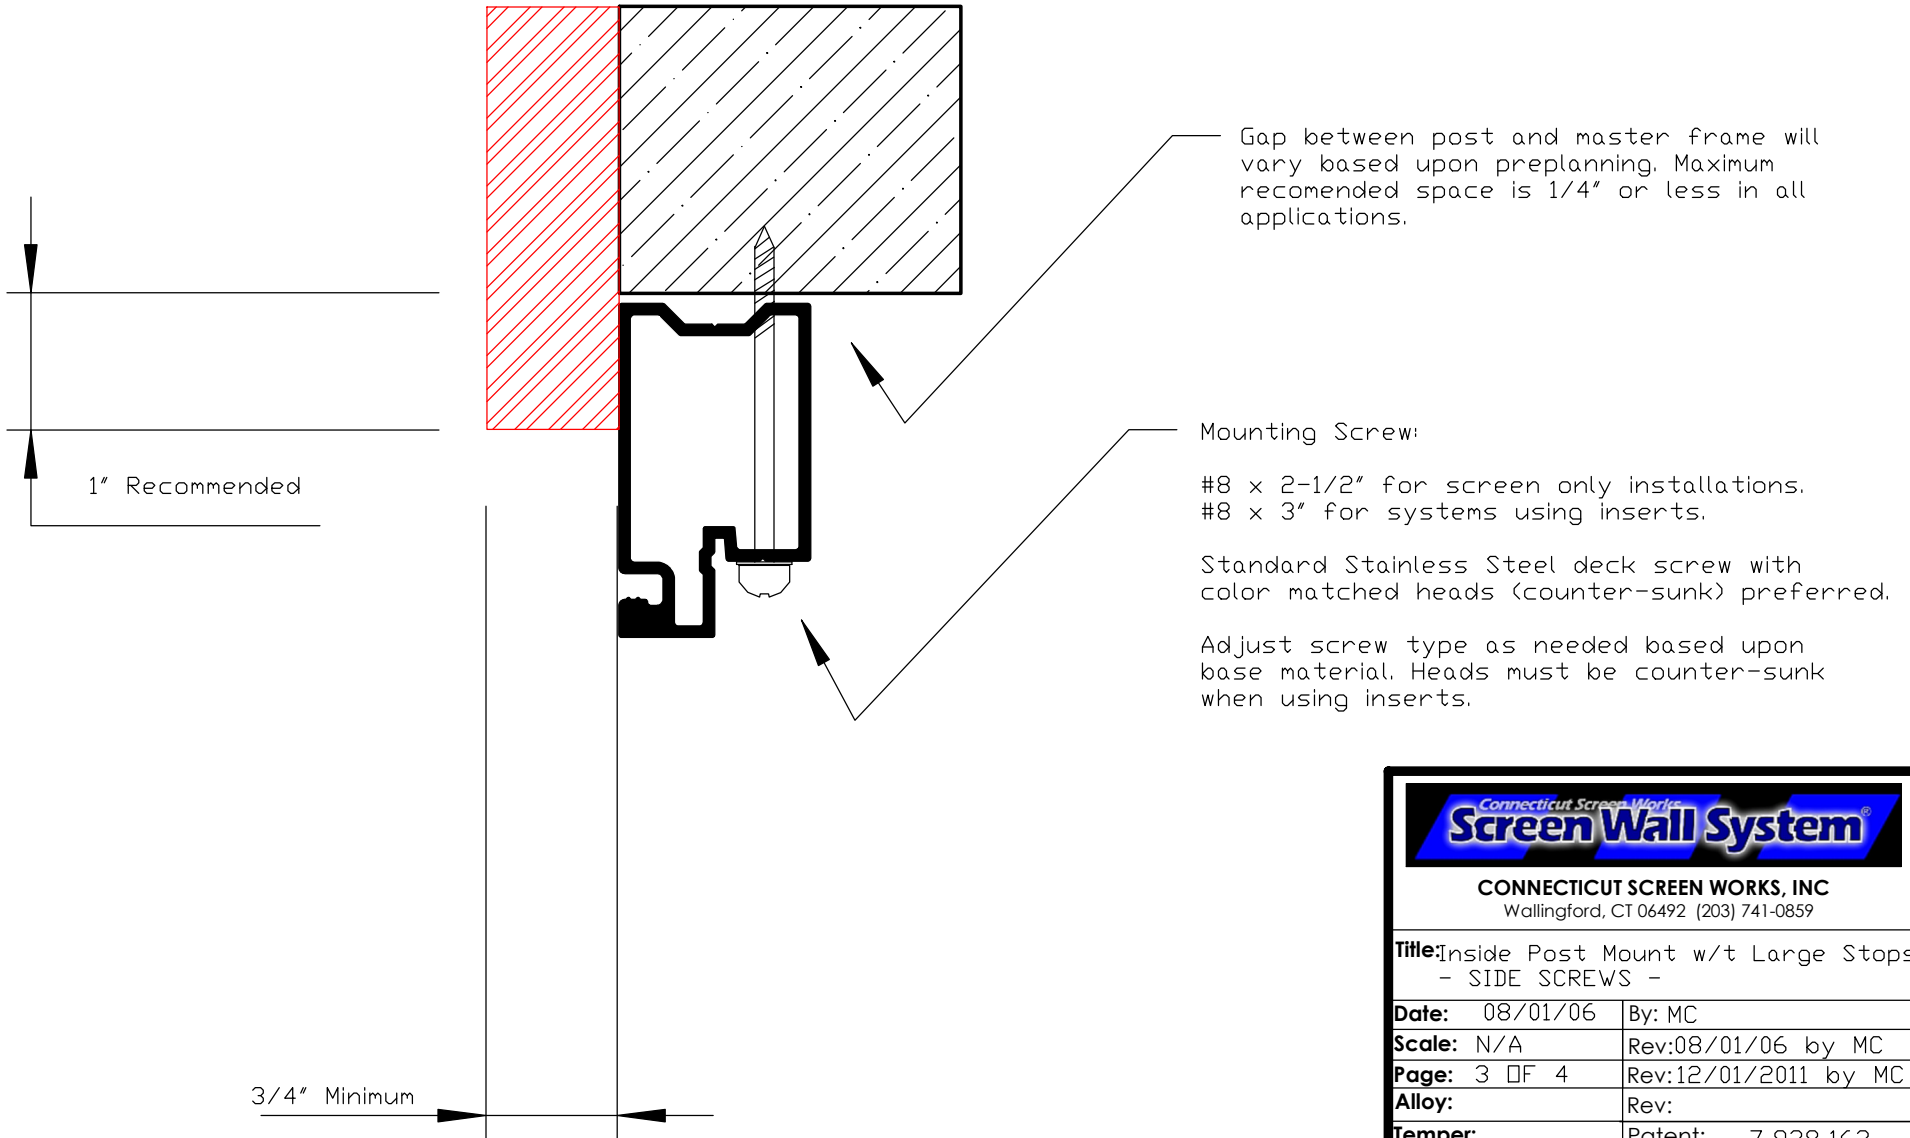 Gap between post and master frame will
vary based upon preplanning. Maximum
recomended space is 1/4" or less in all
applications.
1" Recommended
Mounting Screw:
#8 x 2-1/2" for screen only installations.
#8 x 3" for systems using inserts.
Standard Stainless Steel deck screw with
color matched heads (counter-sunk) preferred.
Adjust screw type as needed based upon
base material. Heads must be counter-sunk
when using inserts.
3/4" Minimum
Connecticut Screen Works
Screen Wall System®
CONNECTICUT SCREEN WORKS, INC
Wallingford, CT 06492 (203) 741-0859
Title: Inside Post Mount w/t Large Stops
- SIDE SCREWS -
Date: 08/01/06 By: MC
Scale: N/A Rev:08/01/06 by MC
Page: 3 OF 4 Rev:12/01/2011 by MC
Alloy: Rev:
Temper: Patent: